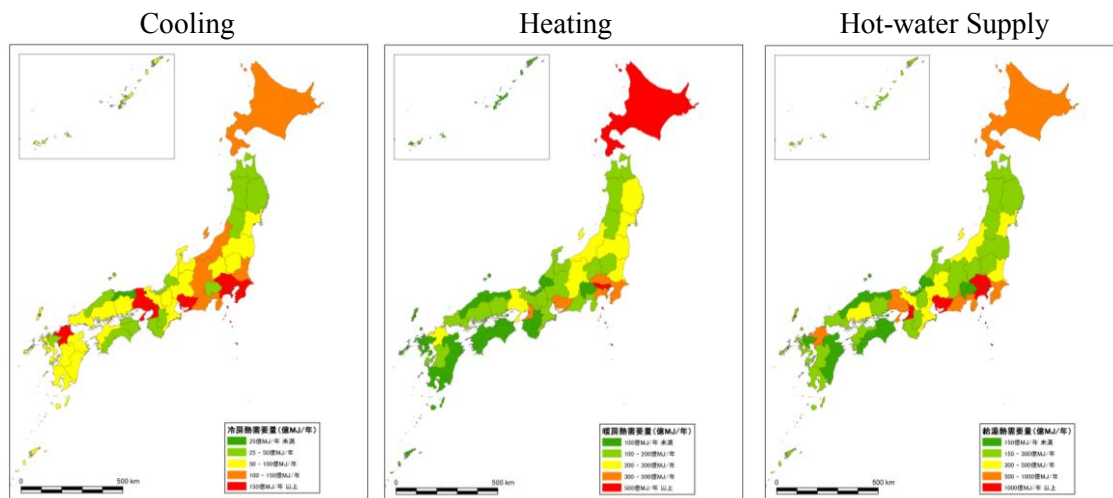 Cooling
Heating
Hot-water Supply
冷房熱需要量(億MJ/年)
25億MJ/年 未満
25 - 50億MJ/年
50 - 100億MJ/年
100 - 150億MJ/年
150億MJ/年 以上
0
500 km
暖房熱需要量(億MJ/年)
100億MJ/年 未満
100 - 200億MJ/年
200 - 300億MJ/年
300 - 500億MJ/年
500億MJ/年 以上
0
500 km
給湯熱需要量(億MJ/年)
150億MJ/年 未満
150 - 300億MJ/年
300 - 500億MJ/年
500 - 1000億MJ/年
1000億MJ/年 以上
0
500 km